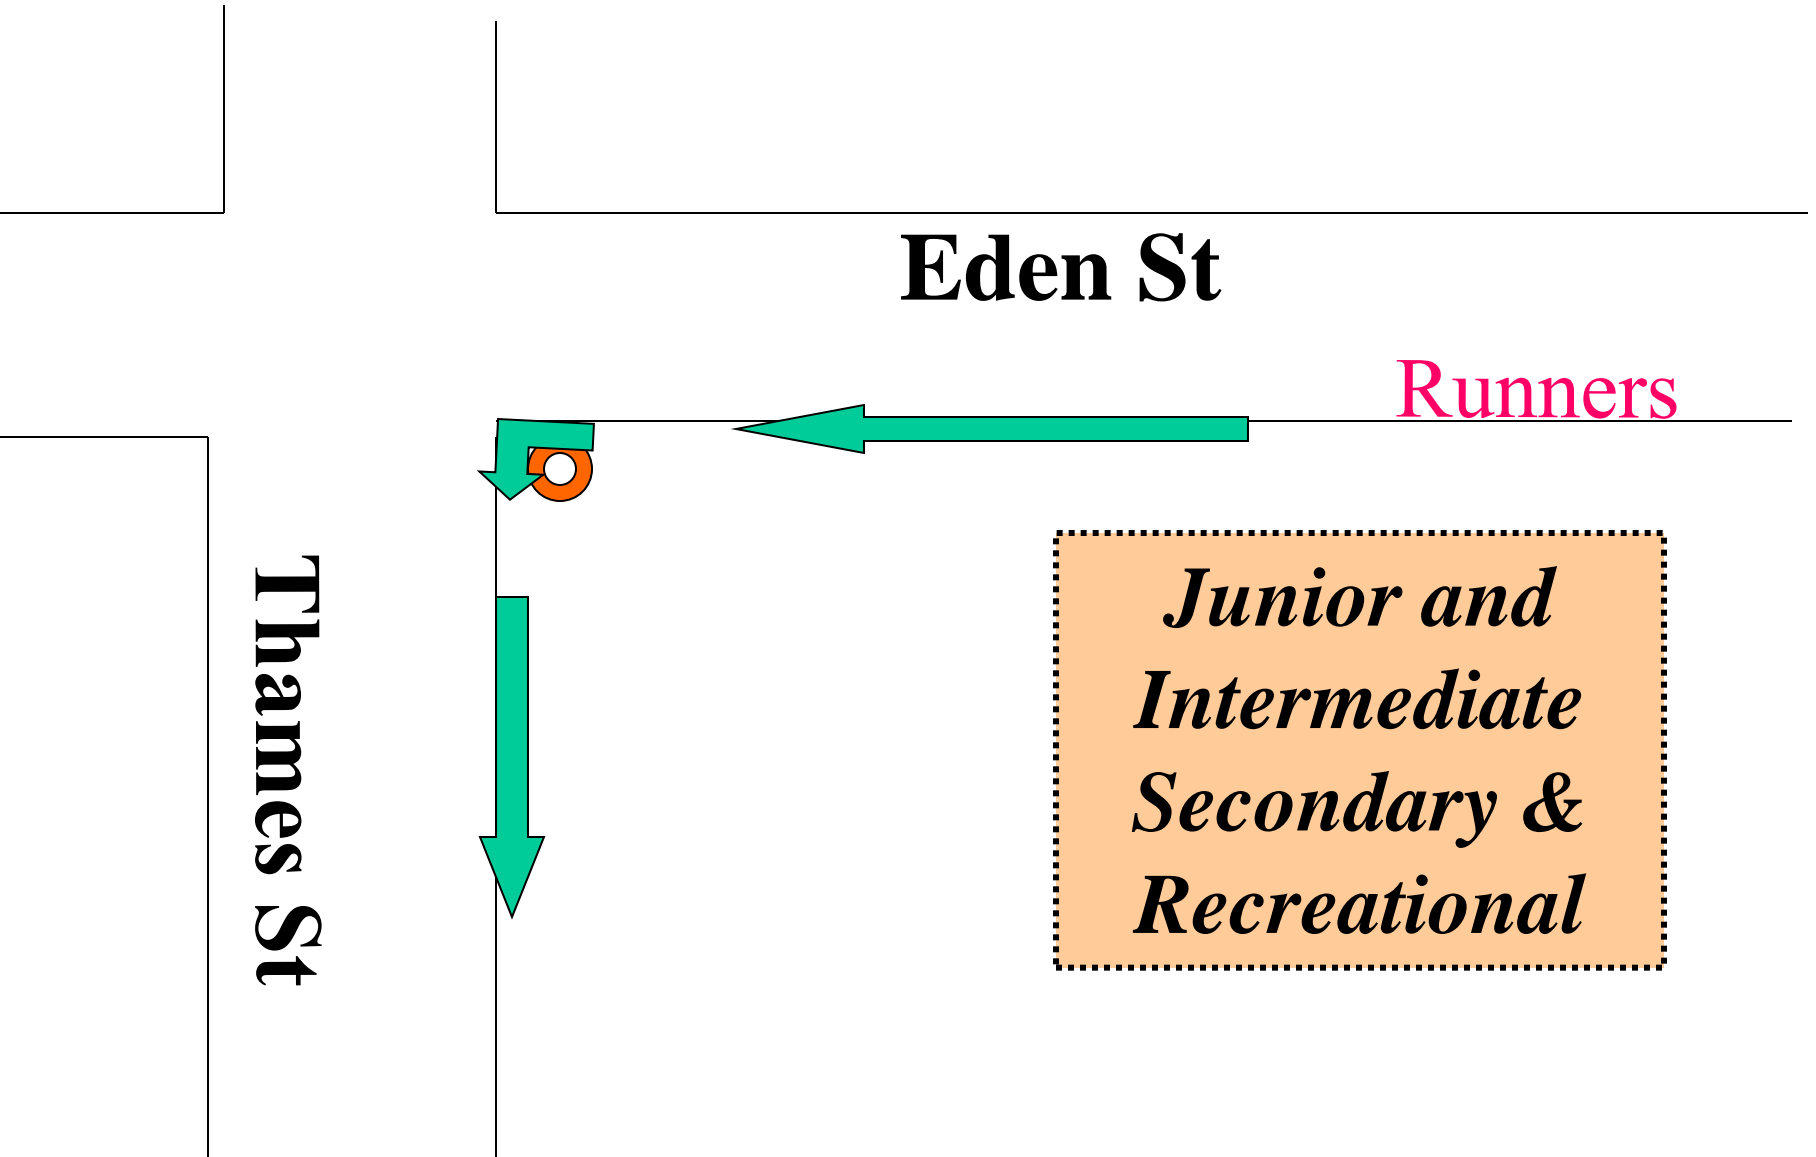 Eden St
Runners
Thames St
Junior and
Intermediate
Secondary &
Recreational